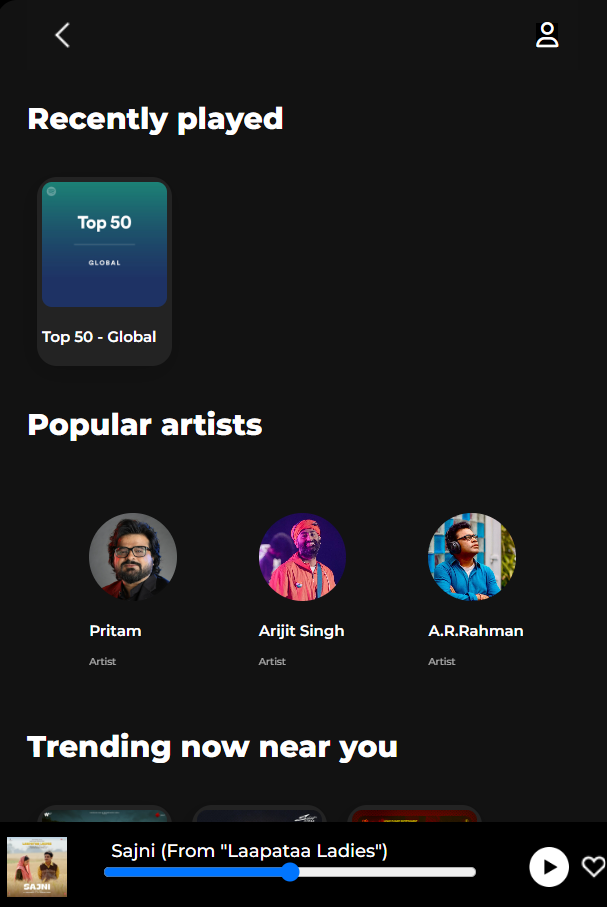 Recently played
Top 50
GLOBAL
Top 50 - Global
Popular artists
Pritam
Arijit Singh
A.R.Rahman
Artist
Artist
Artist
Trending now near you
Sajni (From "Laapataa Ladies")
SAJNI